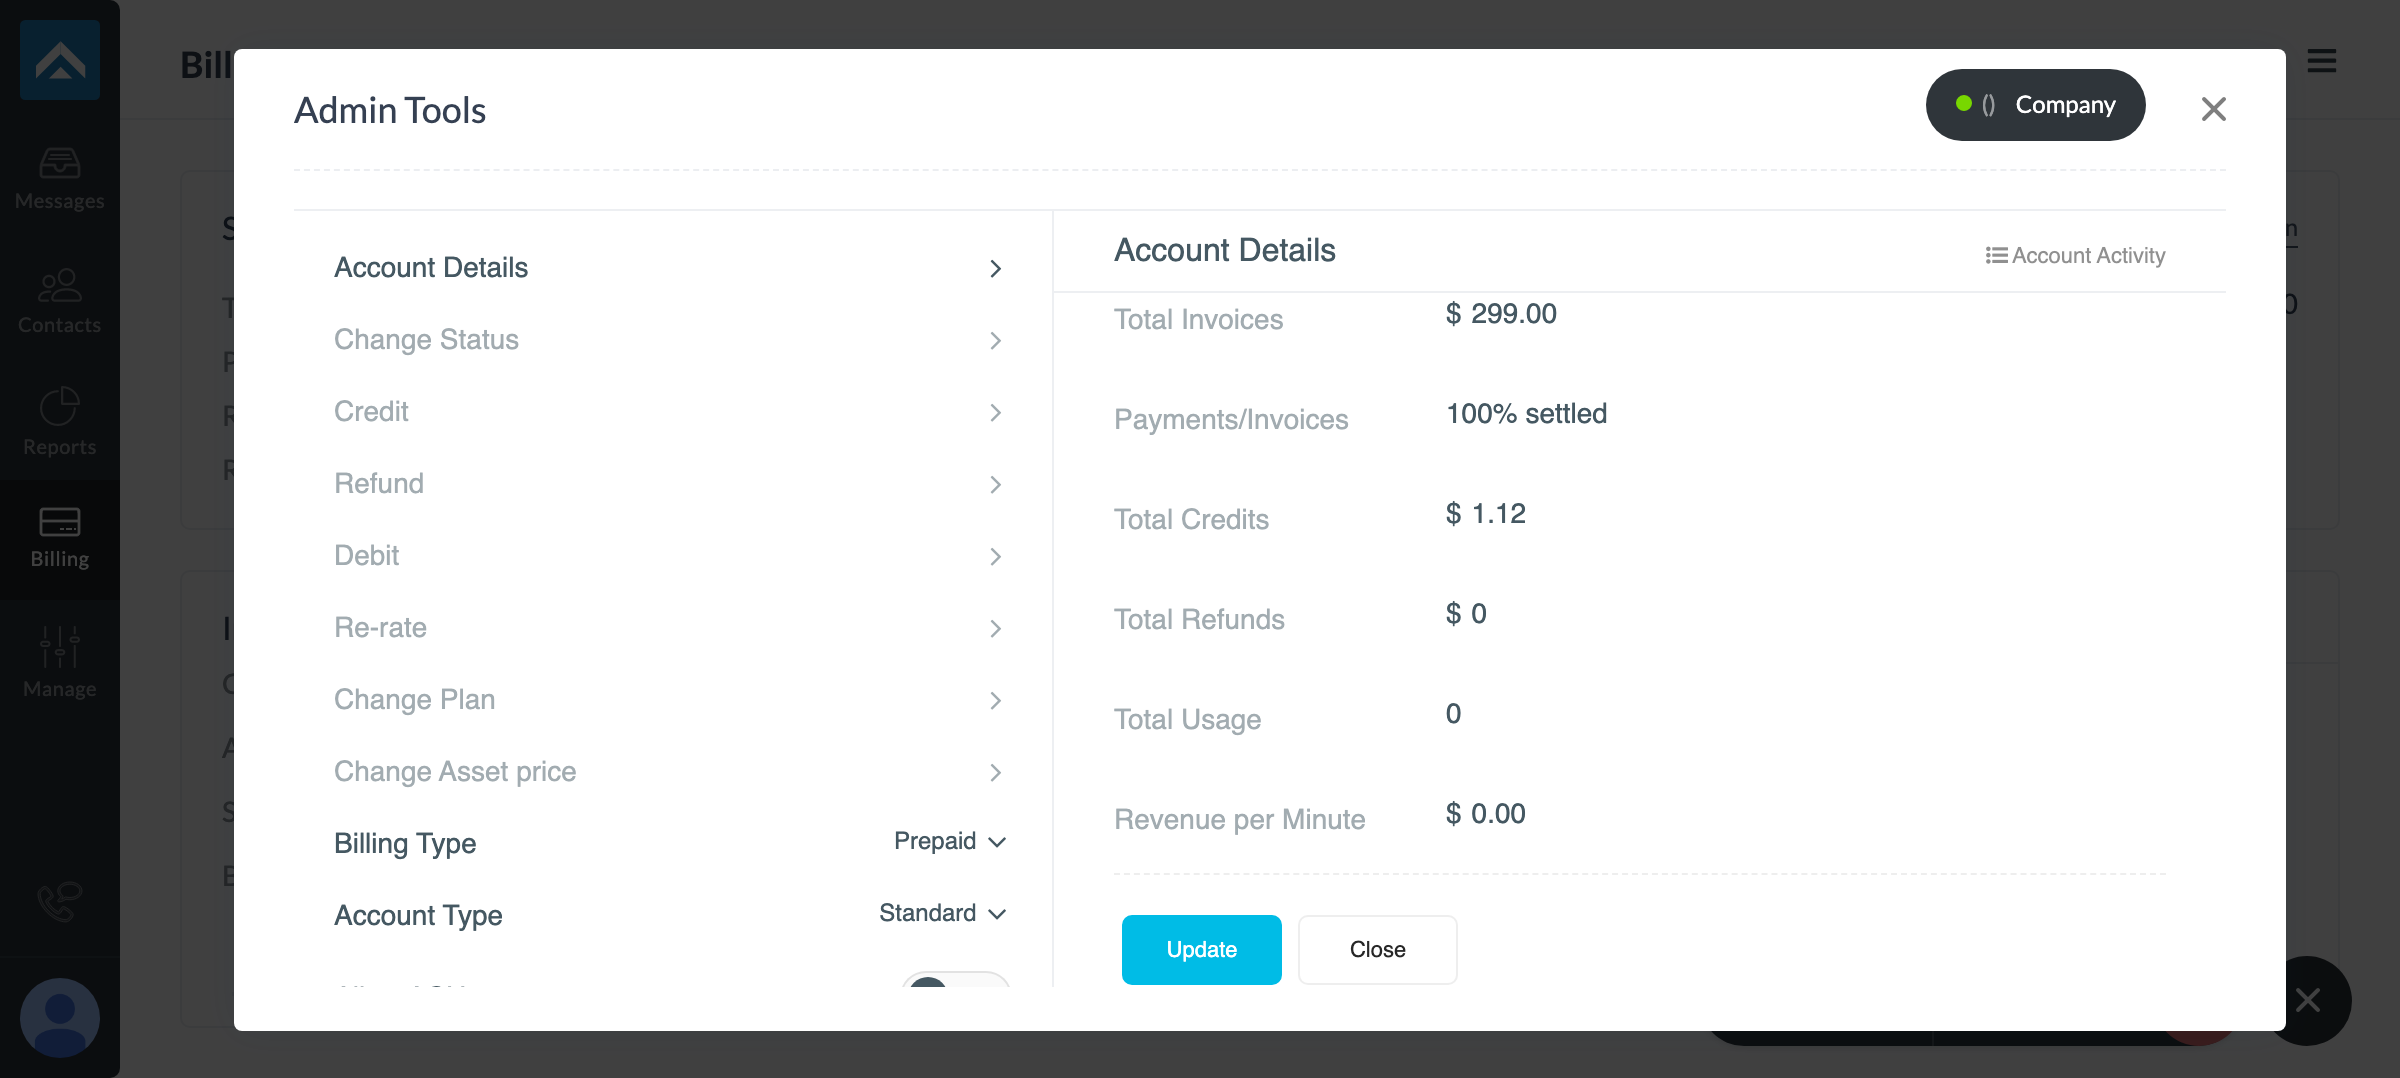 Bill
Admin Tools
() Company
Messages
Contacts
Reports
Billing
Manage
Account Details
Change Status
Credit
Refund
Debit
Re-rate
Change Plan
Change Asset price
Billing Type Prepaid
Account Type Standard
Account Details
Account Activity
Total Invoices $ 299.00
Payments/Invoices 100% settled
Total Credits $ 1.12
Total Refunds $ 0
Total Usage 0
Revenue per Minute $ 0.00
Update Close